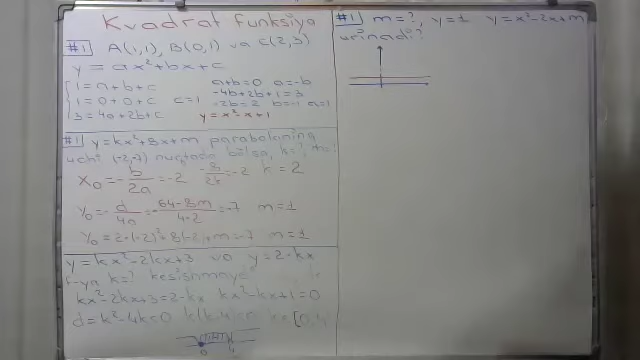 Kvadrat funksiya
#1 A(1,1), B(0,1) va C(2,3)
y = ax²+bx+c
1 = a+b+c
1 = 0+0+c c=1
3 = 4a+2b+c
a+b=0 a=-b
-4b+2b+1=3
-2b=2 b=-1 a=1
y=x²-x+1
#1 y=kx²+8x+m parabolaning
uchi (-2,-7) nuqtada bo'lsa, k=?
X₀=-b/2a=-2 -8/2k=-2 k=2
y₀=-d/4a=-64-8m/4·2=-7 m=1
y₀=2·(-2)²+8(-2)+m=-7 m=1
y=kx²-2kx+3 va y=2-kx
k=?
kx²-2kx+3=2-kx kx²-kx+1=0
d=k²-4k<0
0 4
#1 m=?, y=1 y=x²-2x+m
urinadi?